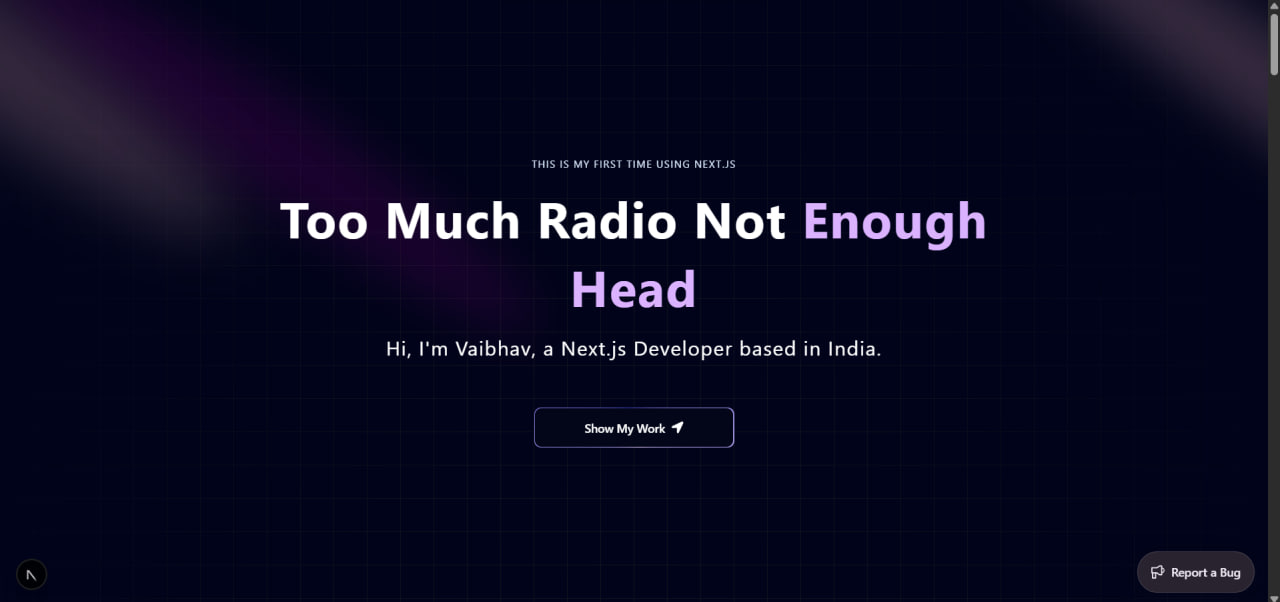 THIS IS MY FIRST TIME USING NEXT.JS
Too Much Radio Not Enough
Head
Hi, I'm Vaibhav, a Next.js Developer based in India.
Show My Work
Report a Bug